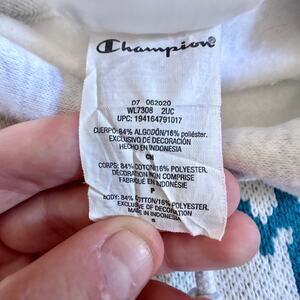 Champion
D7 062020
WL7308 2UC
UPC: 194164791017
CUERPO: 84% ALGODÓN/16% poliéster.
EXCLUSIVO DE DECORACIÓN
HECHO EN INDONESIA
CN
CORPS: 84% COTON/16% POLYESTER.
DÉCORATION NON COMPRISE
FABRIQUÉ EN INDONÉSIE
P
BODY: 84% COTTON/16% POLYESTER.
EXCLUSIVE OF DECORATION
MADE IN INDONESIA
S